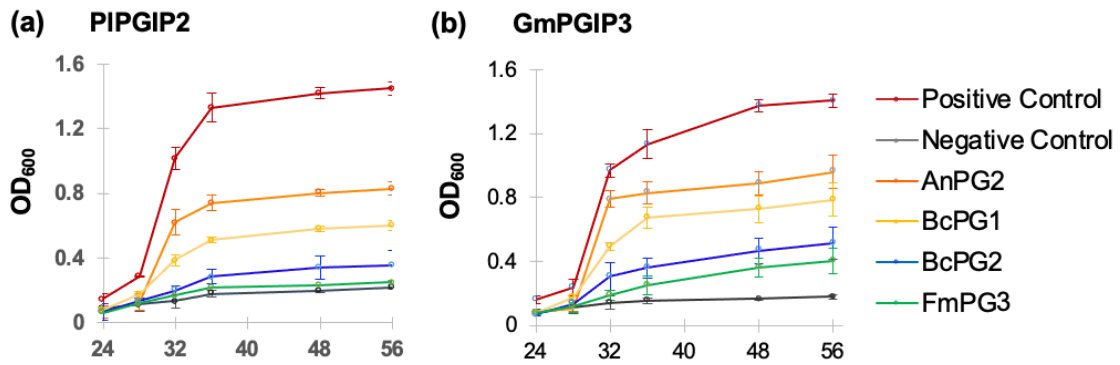 (a) PlPGIP2
OD600
1.6
1.2
0.8
0.4
0
24 32 40 48 56
(b) GmPGIP3
OD600
1.6
1.2
0.8
0.4
0
24 32 40 48 56
Positive Control
Negative Control
AnPG2
BcPG1
BcPG2
FmPG3